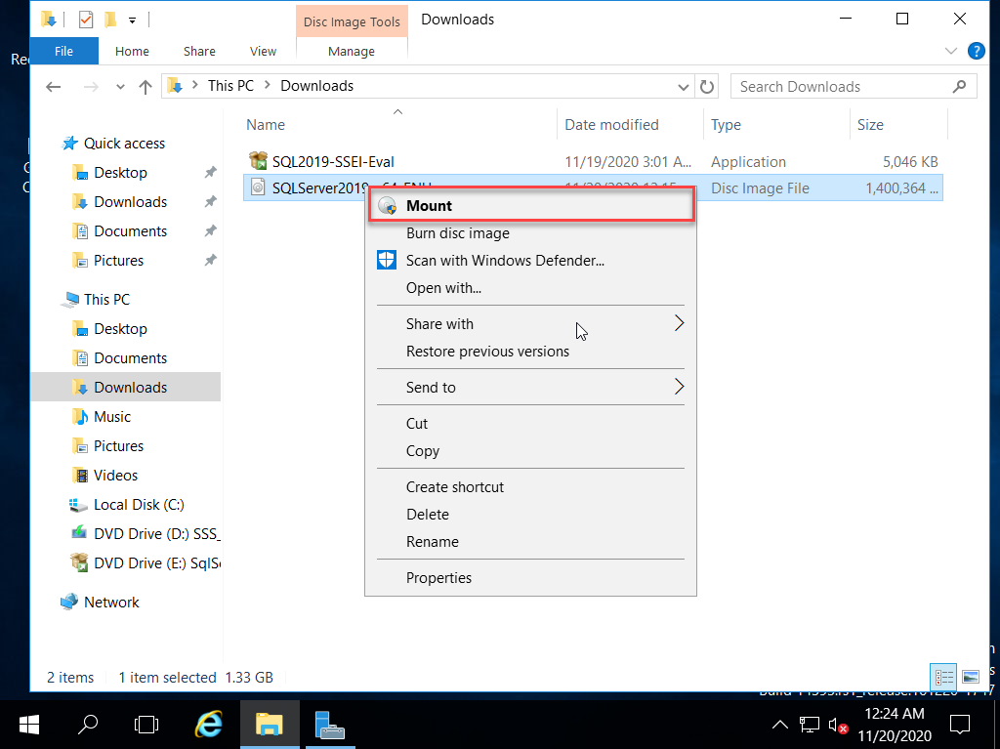 Disc Image Tools
Downloads
File
Home
Share
View
Manage
This PC
Downloads
Search Downloads
Name
Date modified
Type
Size
SQL2019-SSEI-Eval
11/19/2020 3:01 A...
Application
5,046 KB
SQLServer2019
Disc Image File
1,400,364 ...
Quick access
Desktop
Downloads
Documents
Pictures
This PC
Desktop
Documents
Downloads
Music
Pictures
Videos
Local Disk (C:)
DVD Drive (D:) SSS_
DVD Drive (E:) SqlSe
Network
Mount
Burn disc image
Scan with Windows Defender...
Open with...
Share with
Restore previous versions
Send to
Cut
Copy
Create shortcut
Delete
Rename
Properties
2 items
1 item selected 1.33 GB
12:24 AM
11/20/2020